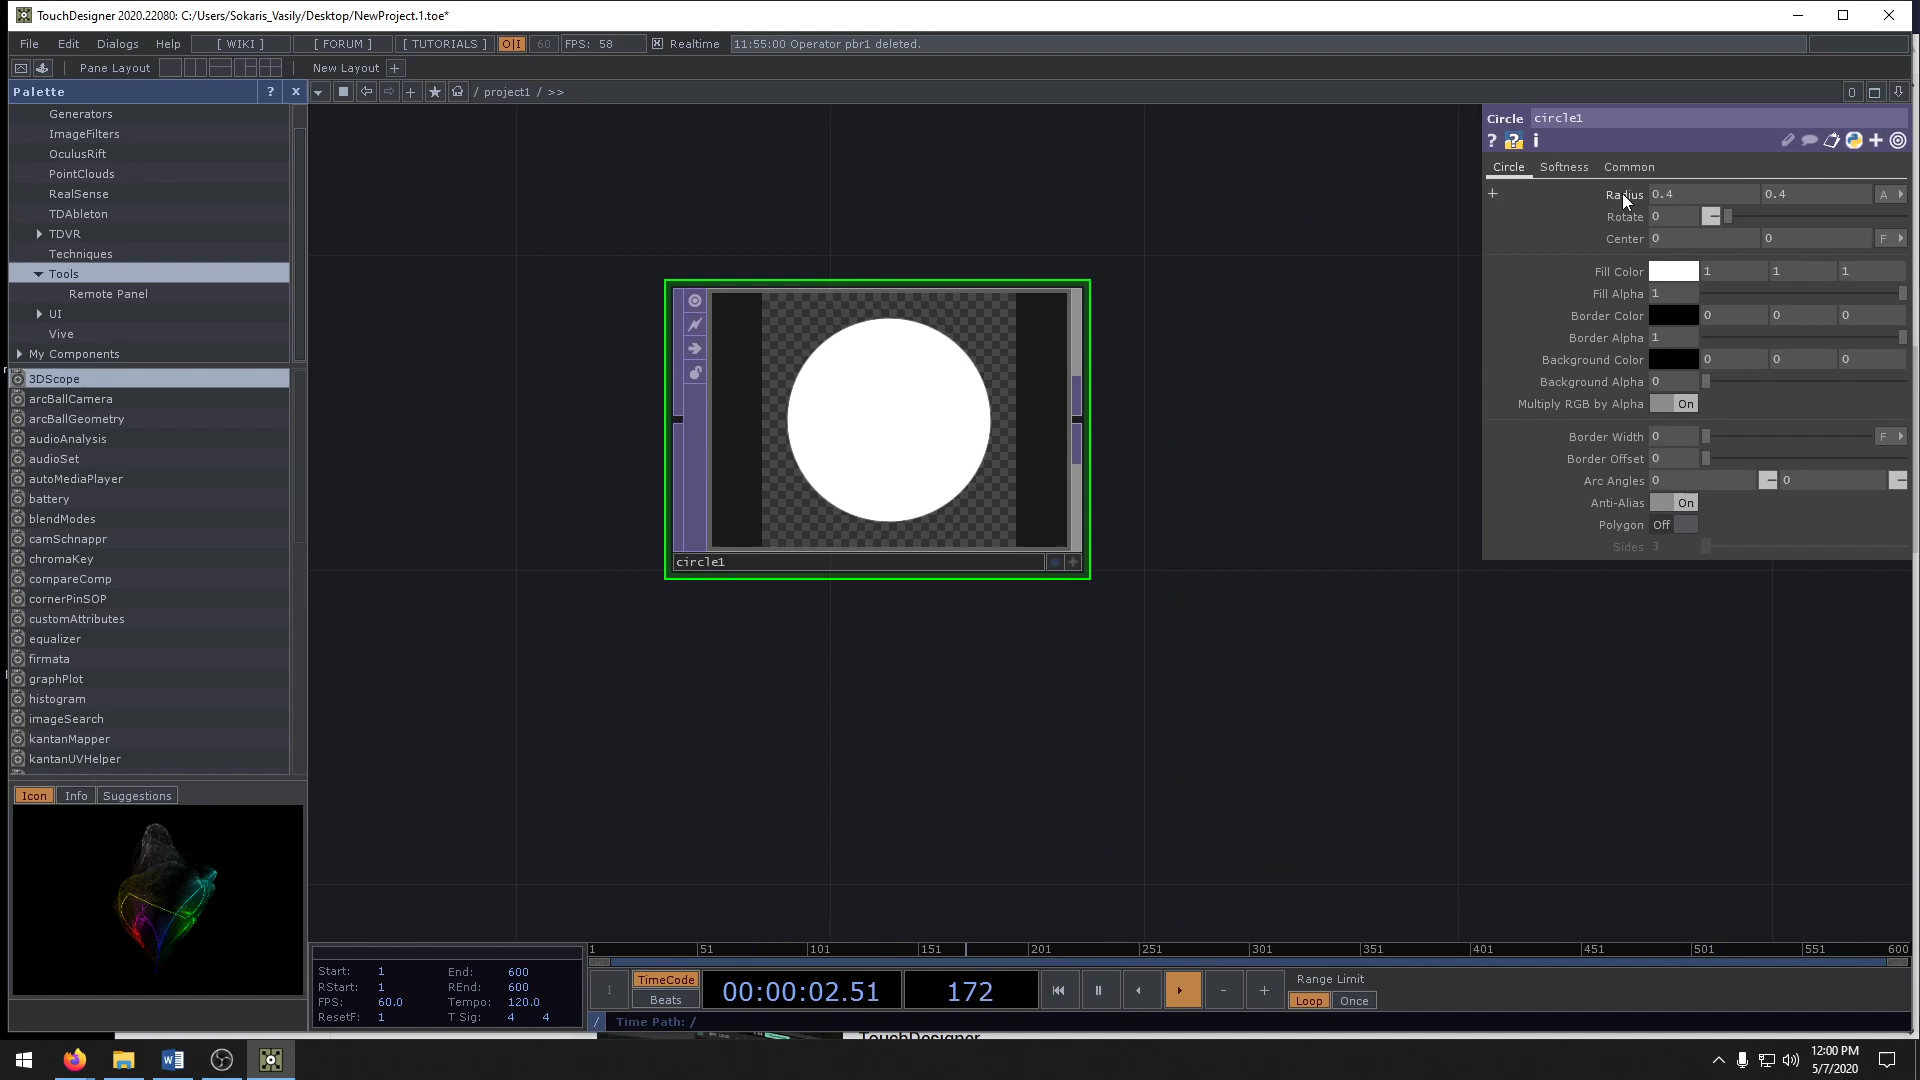 TouchDesigner 2020.22080: C:/Users/Sokaris_Vasily/Desktop/NewProject.1.toe*
File Edit Dialogs Help [ WIKI ] [ FORUM ] [ TUTORIALS ] O|I 60 FPS: 58 Realtime 11:55:00 Operator pbr1 deleted.
Pane Layout New Layout +
Palette ? x / project1 / >> 0
Generators
ImageFilters
OculusRift
PointClouds
RealSense
TDAbleton
TDVR
Techniques
Tools
Remote Panel
UI
Vive
My Components
3DScope
arcBallCamera
arcBallGeometry
audioAnalysis
audioSet
autoMediaPlayer
battery
blendModes
camSchnappr
chromaKey
compareComp
cornerPinSOP
customAttributes
equalizer
firmata
graphPlot
histogram
imageSearch
kantanMapper
kantanUVHelper
Icon Info Suggestions
circle1
Circle circle1
? ? i
Circle Softness Common
+ Radius 0.4 0.4 A
Rotate 0
Center 0 0 F
Fill Color 1 1 1
Fill Alpha 1
Border Color 0 0 0
Border Alpha 1
Background Color 0 0 0
Background Alpha 0
Multiply RGB by Alpha On
Border Width 0 F
Border Offset 0
Arc Angles 0 0
Anti-Alias On
Polygon Off
Sides 3
1 51 101 151 201 251 301 351 401 451 501 551 600
Start: 1 End: 600
RStart: 1 REnd: 600
FPS: 60.0 Tempo: 120.0
ResetF: 1 T Sig: 4 4
TimeCode
Beats
00:00:02.51 172
Range Limit
Loop Once
/ Time Path: /
TouchDesigner
12:00 PM
5/7/2020